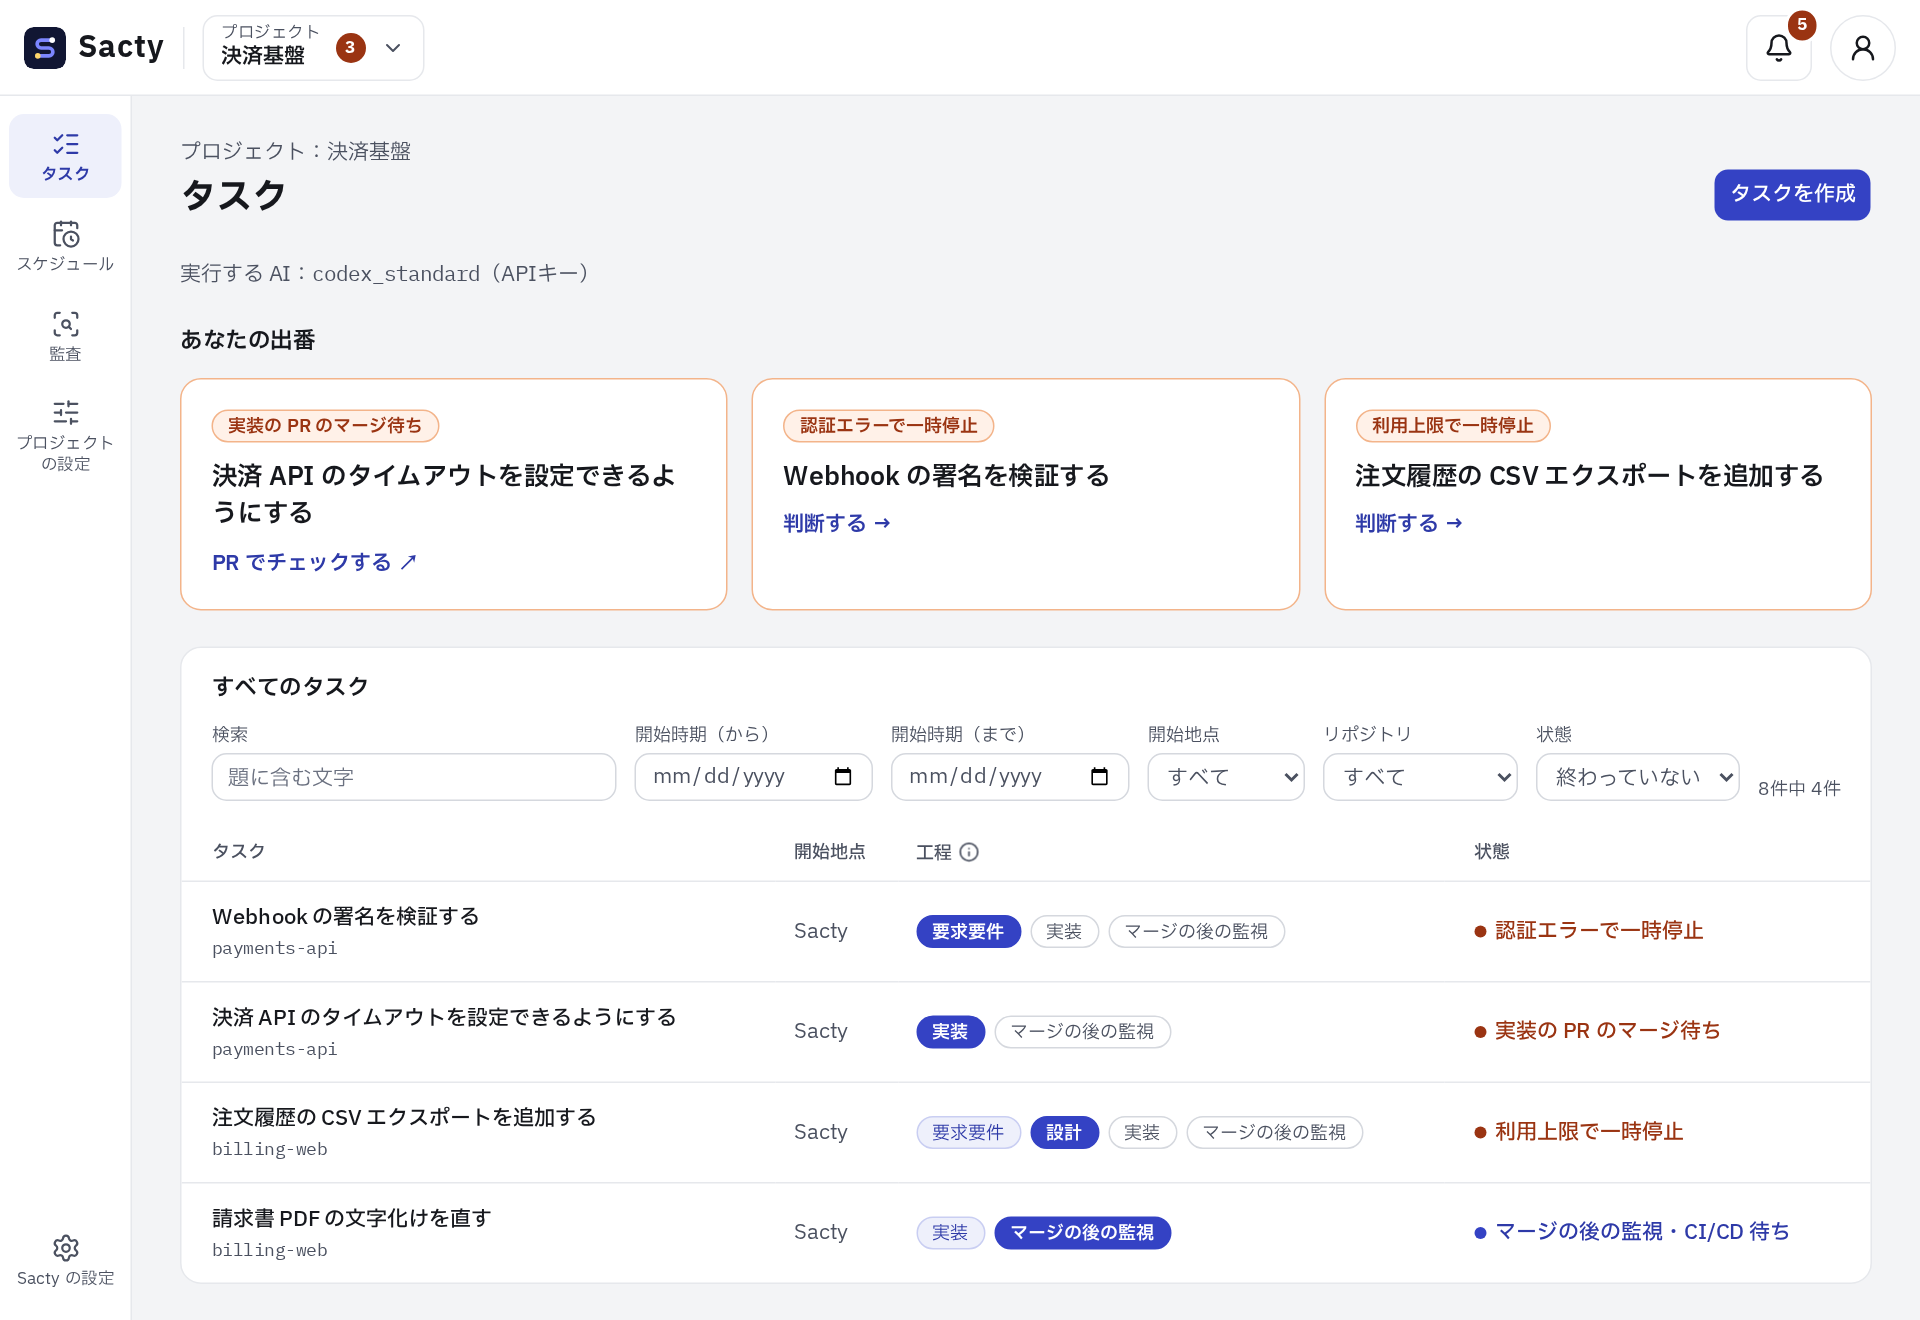 Sacty
プロジェクト
決済基盤
3
5
タスク
スケジュール
監査
プロジェクト
の設定
Sacty の設定
プロジェクト：決済基盤
タスク
タスクを作成
実行する AI：codex_standard（APIキー）
あなたの出番
実装の PR のマージ待ち
決済 API のタイムアウトを設定できるよ
うにする
PR でチェックする ↗
認証エラーで一時停止
Webhook の署名を検証する
判断する →
利用上限で一時停止
注文履歴の CSV エクスポートを追加する
判断する →
すべてのタスク
検索
題に含む文字
開始時期（から）
mm/dd/yyyy
開始時期（まで）
mm/dd/yyyy
開始地点
すべて
リポジトリ
すべて
状態
終わっていない
8件中 4件
タスク 開始地点 工程 状態
Webhook の署名を検証する
payments-api
Sacty
要求要件 実装 マージの後の監視
認証エラーで一時停止
決済 API のタイムアウトを設定できるようにする
payments-api
Sacty
実装 マージの後の監視
実装の PR のマージ待ち
注文履歴の CSV エクスポートを追加する
billing-web
Sacty
要求要件 設計 実装 マージの後の監視
利用上限で一時停止
請求書 PDF の文字化けを直す
billing-web
Sacty
実装 マージの後の監視
マージの後の監視・CI/CD 待ち